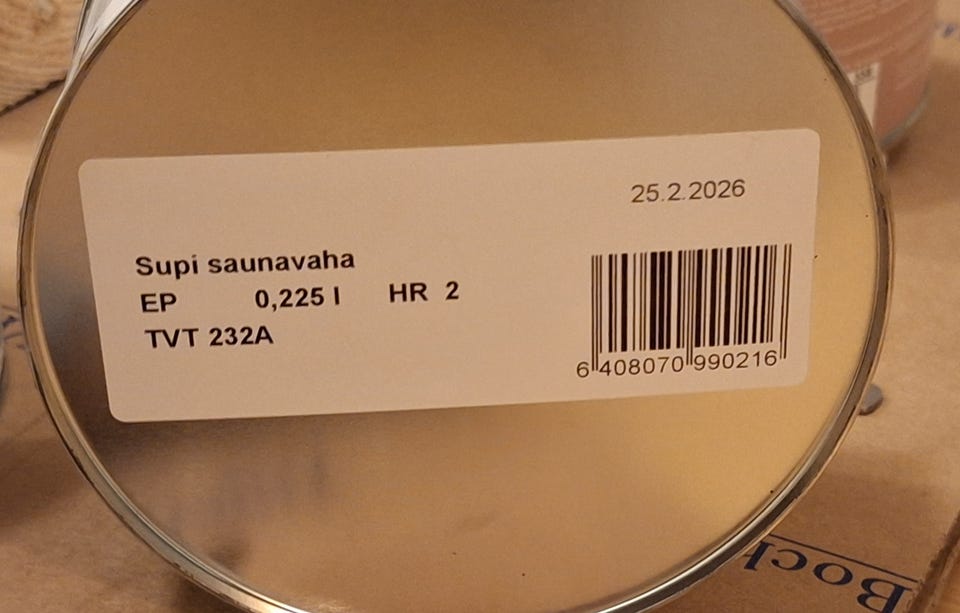 25.2.2026
Supi saunavaha
EP 0,225 l HR 2
TVT 232A
6 408070 990216